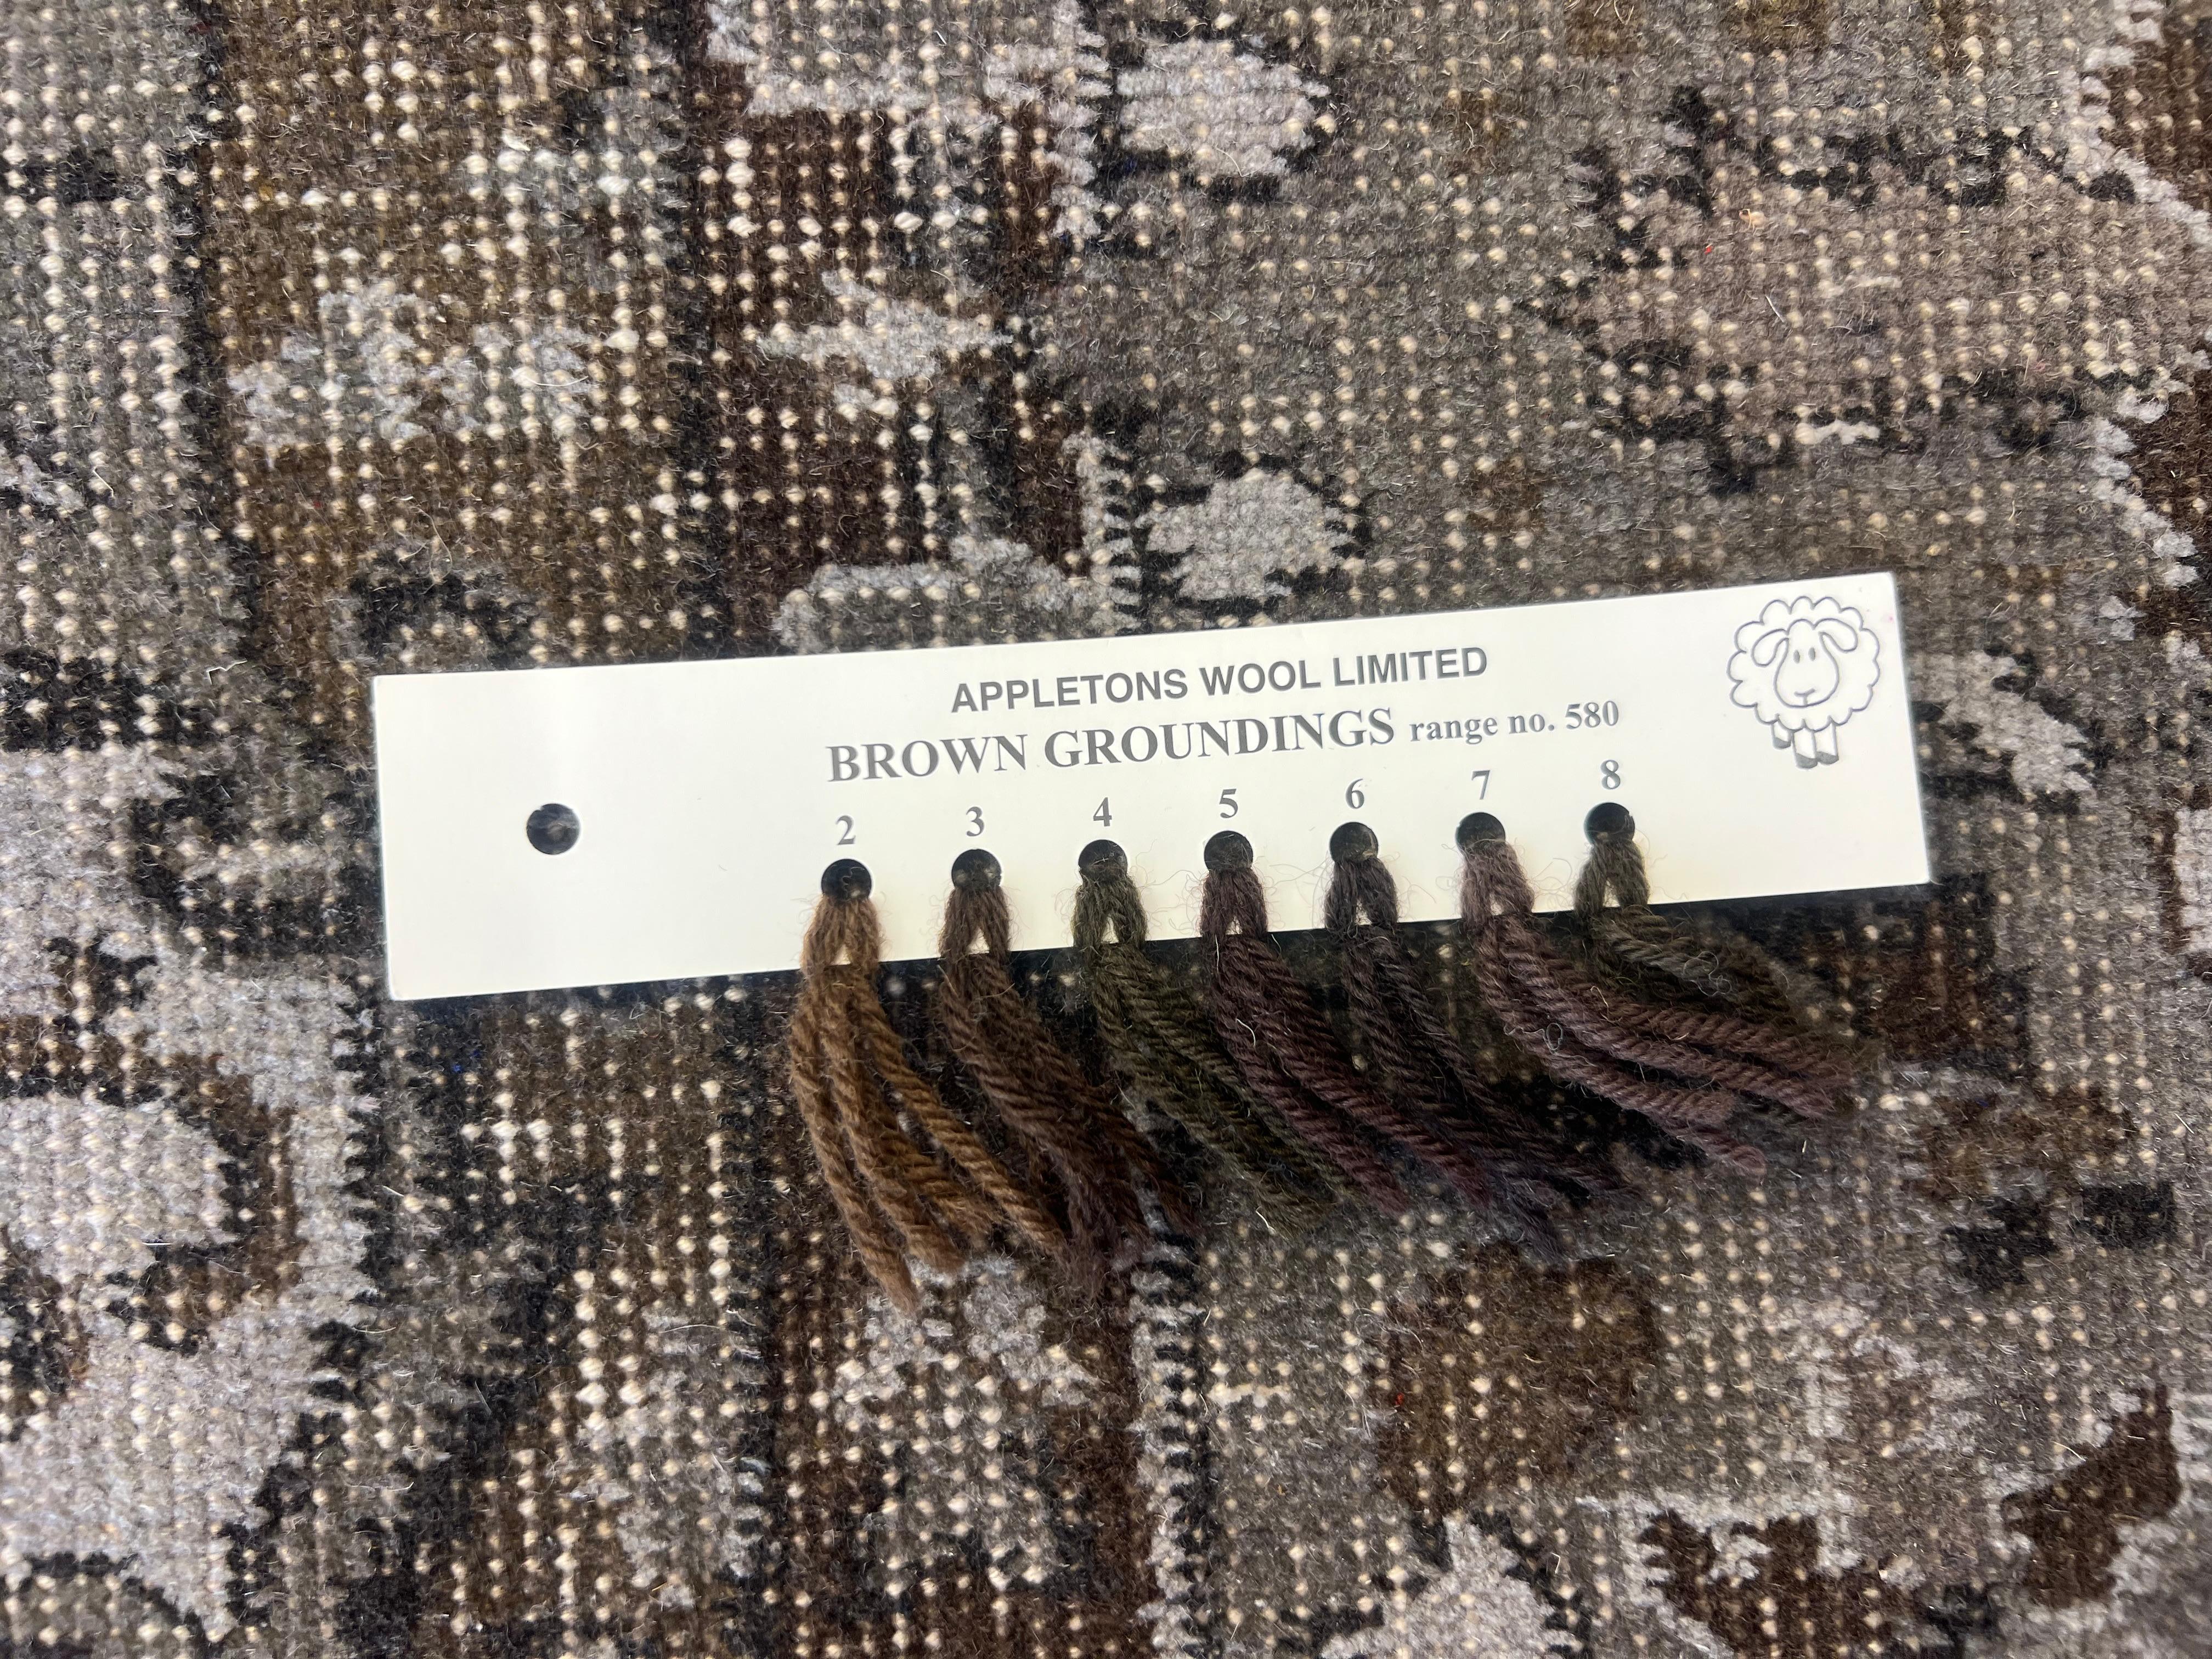 APPLETONS WOOL LIMITED
BROWN GROUNDINGS range no. 580
2 3 4 5 6 7 8